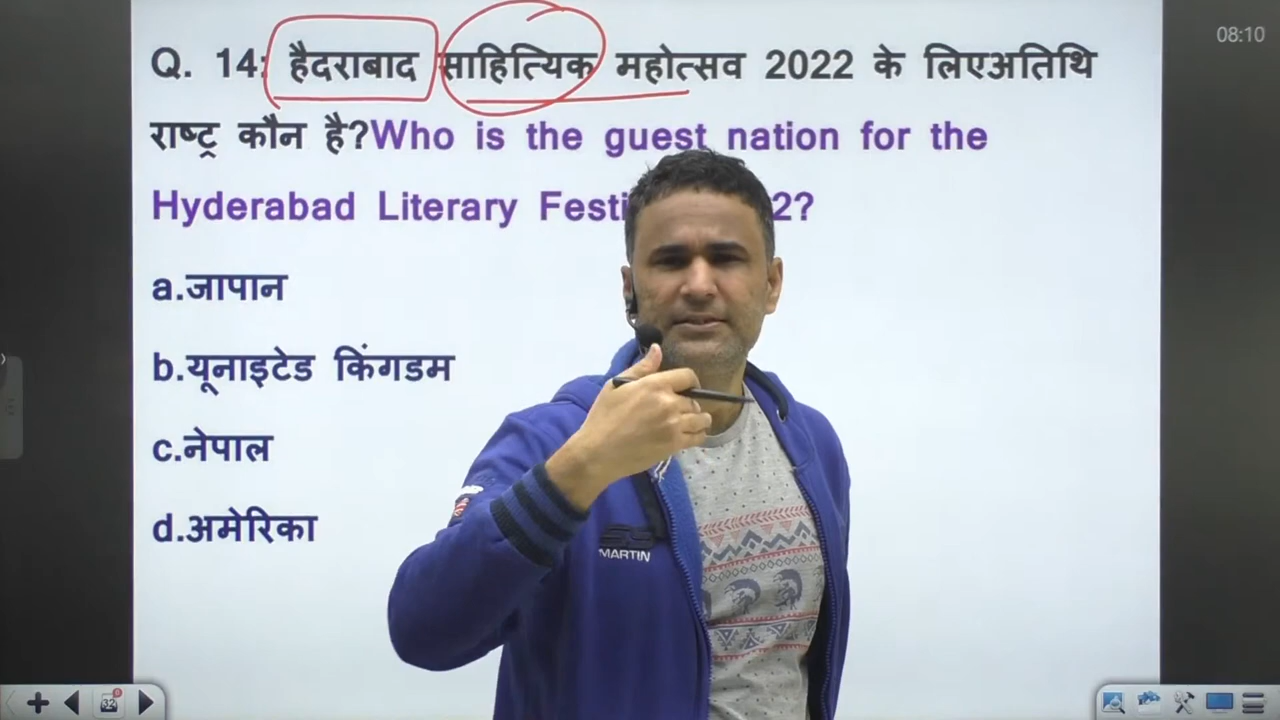 08:10
Q. 14: हैदराबाद साहित्यिक महोत्सव 2022 के लिएअतिथि
राष्ट्र कौन है?Who is the guest nation for the
Hyderabad Literary 2?
a.जापान
b.यूनाइटेड किंगडम
c.नेपाल
d.अमेरिका
MARTIN
32